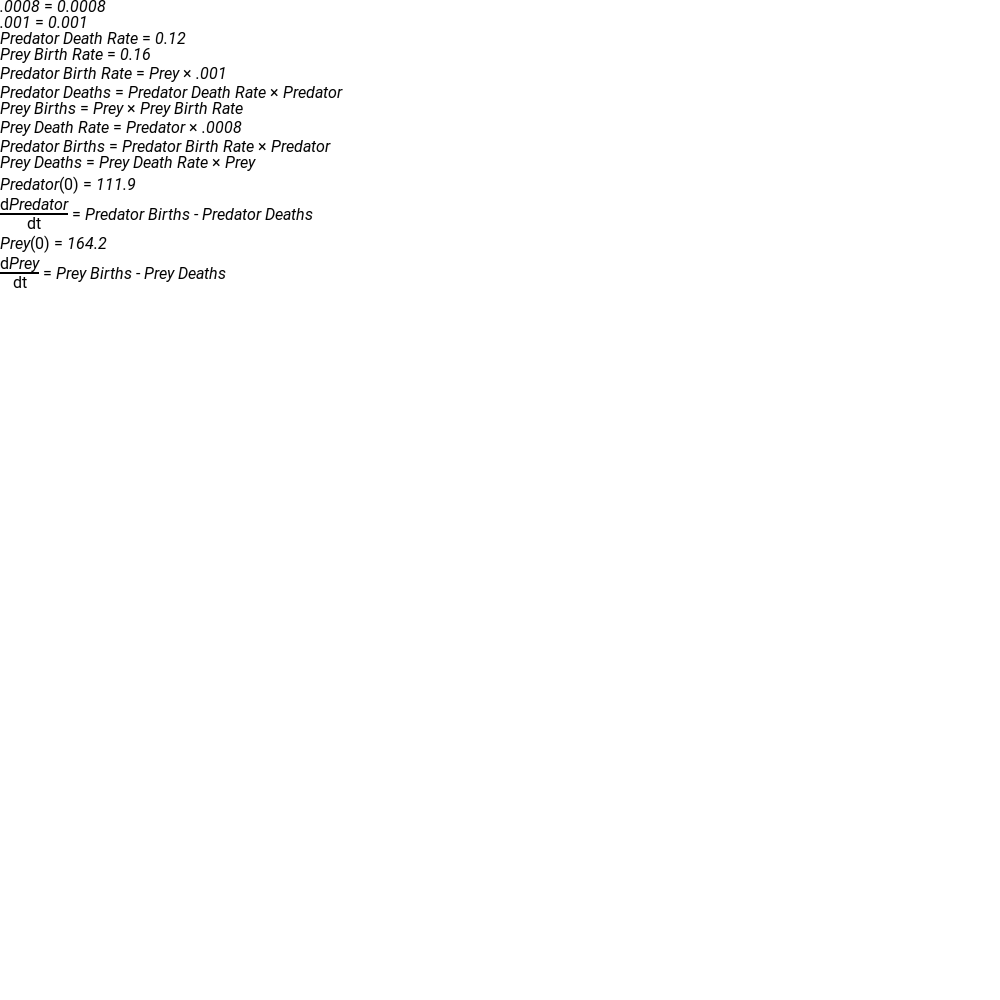 .0008 = 0.0008
.001 = 0.001
Predator Death Rate = 0.12
Prey Birth Rate = 0.16
Predator Birth Rate = Prey × .001
Predator Deaths = Predator Death Rate × Predator
Prey Births = Prey × Prey Birth Rate
Prey Death Rate = Predator × .0008
Predator Births = Predator Birth Rate × Predator
Prey Deaths = Prey Death Rate × Prey
Predator(0) = 111.9
dPredator
dt
= Predator Births - Predator Deaths
Prey(0) = 164.2
dPrey
dt
= Prey Births - Prey Deaths